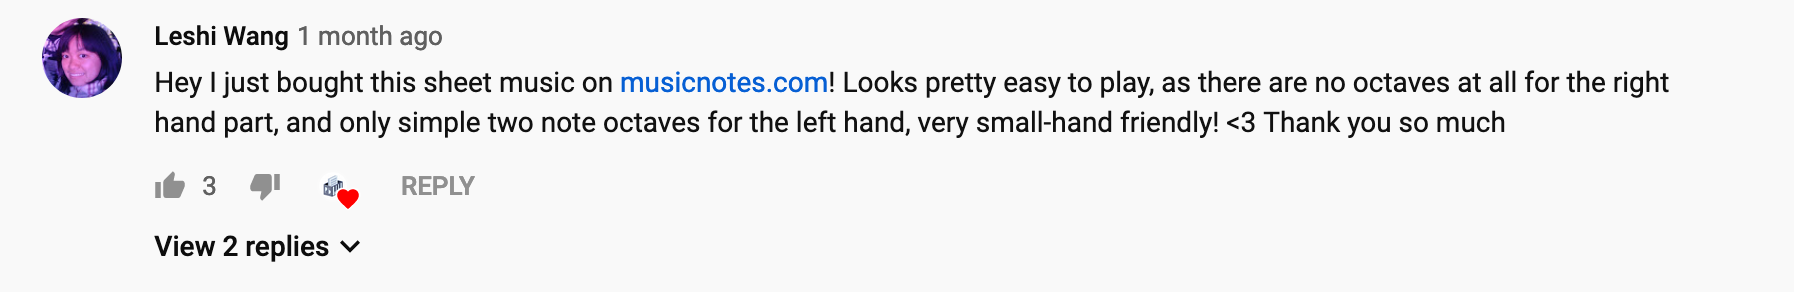 Leshi Wang 1 month ago
Hey I just bought this sheet music on musicnotes.com! Looks pretty easy to play, as there are no octaves at all for the right
hand part, and only simple two note octaves for the left hand, very small-hand friendly! <3 Thank you so much
3 REPLY
View 2 replies